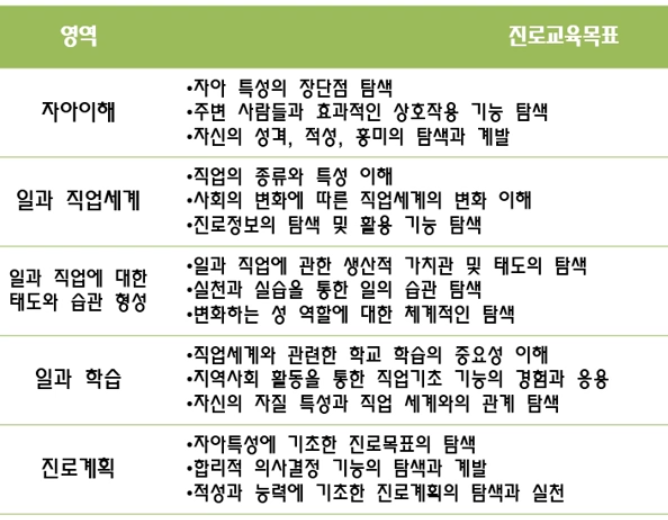 영역 진로교육목표
자아이해
•자아 특성의 장단점 탐색
•주변 사람들과 효과적인 상호작용 기능 탐색
•자신의 성격, 적성, 흥미의 탐색과 계발
일과 직업세계
•직업의 종류와 특성 이해
•사회의 변화에 따른 직업세계의 변화 이해
•진로정보의 탐색 및 활용 기능 탐색
일과 직업에 대한
태도와 습관 형성
•일과 직업에 관한 생산적 가치관 및 태도의 탐색
•실천과 실습을 통한 일의 습관 탐색
•변화하는 성 역할에 대한 체계적인 탐색
일과 학습
•직업세계와 관련한 학교 학습의 중요성 이해
•지역사회 활동을 통한 직업기초 기능의 경험과 응용
•자신의 자질 특성과 직업 세계와의 관계 탐색
진로계획
•자아특성에 기초한 진로목표의 탐색
•합리적 의사결정 기능의 탐색과 계발
•적성과 능력에 기초한 진로계획의 탐색과 실천